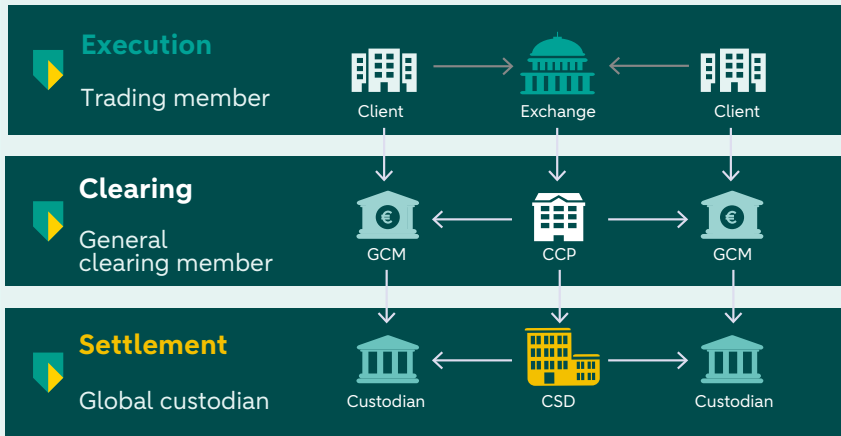 Execution
Trading member
Client
Exchange
Client
Clearing
General
clearing member
€
€
GCM
CCP
GCM
Settlement
Global custodian
Custodian
CSD
Custodian